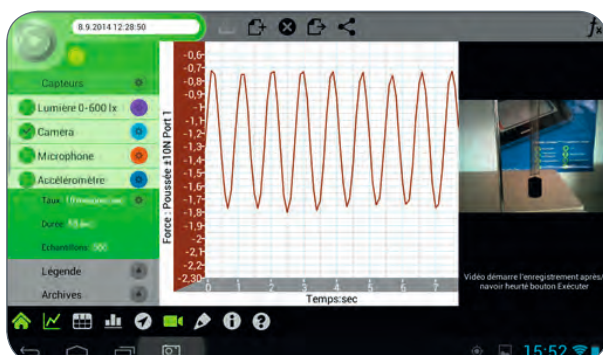 8.9.2014 12:28:50
Capteurs
Lumière 0-600 lx
Caméra
Microphone
Accéléromètre
Taux:
Durée:
Echantillons: 500
Légende
Archives
Force : Poussée ±10N Port 1
-0,6
-0,7
-0,8
-0,9
-1
-1,1
-1,2
-1,3
-1,4
-1,5
-1,6
-1,7
-1,8
-1,9
-2
-2,1
-2,2
-2,30
0 1 2 3 4 5 6 7
Temps:sec
Vidéo démarre l'enregistrement après/
navoir heurté bouton Exécuter
15:52